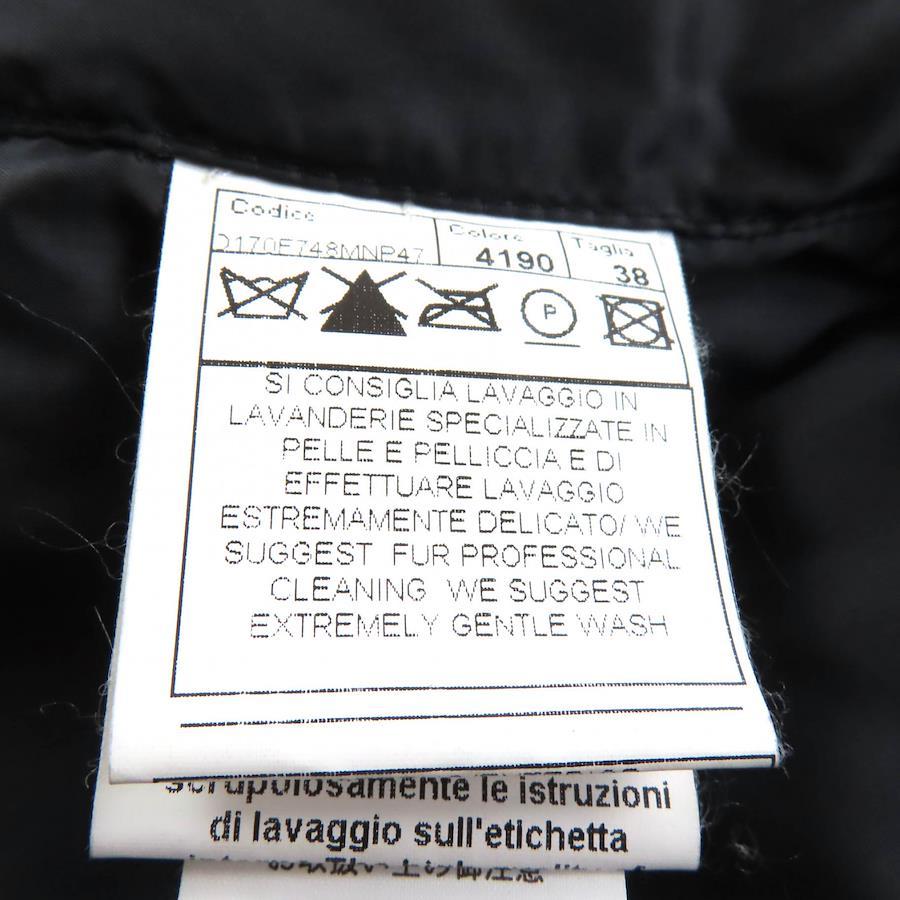 Codice Colore Taglia
D170E748MNP47 4190 38
P
SI CONSIGLIA LAVAGGIO IN
LAVANDERIE SPECIALIZZATE IN
PELLE E PELLICCIA E DI
EFFETTUARE LAVAGGIO
ESTREMAMENTE DELICATO/ WE
SUGGEST FUR PROFESSIONAL
CLEANING WE SUGGEST
EXTREMELY GENTLE WASH
scrupolosamente le istruzioni
di lavaggio sull'etichetta